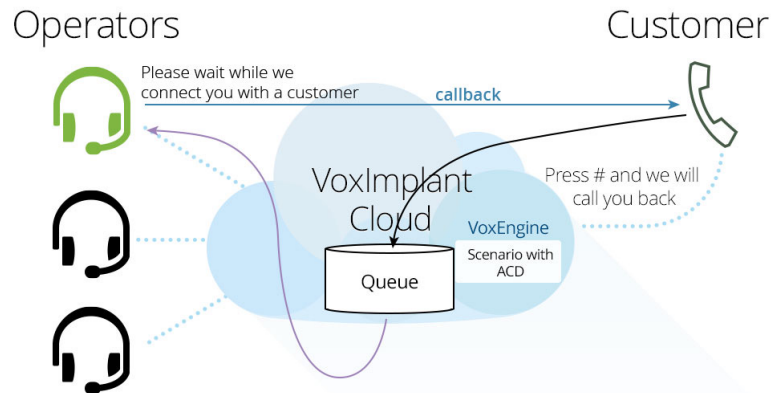 Operators
Customer
Please wait while we
connect you with a customer
callback
VoxImplant
Cloud
Press # and we will
call you back
VoxEngine
Scenario with
ACD
Queue